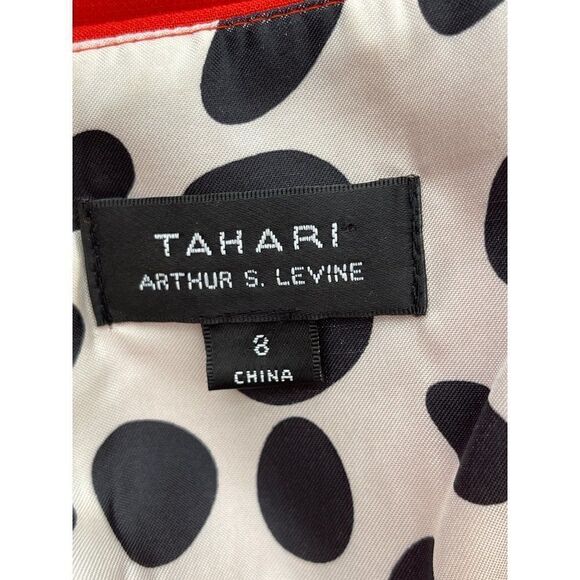 TAHARI
ARTHUR S. LEVINE
8
CHINA